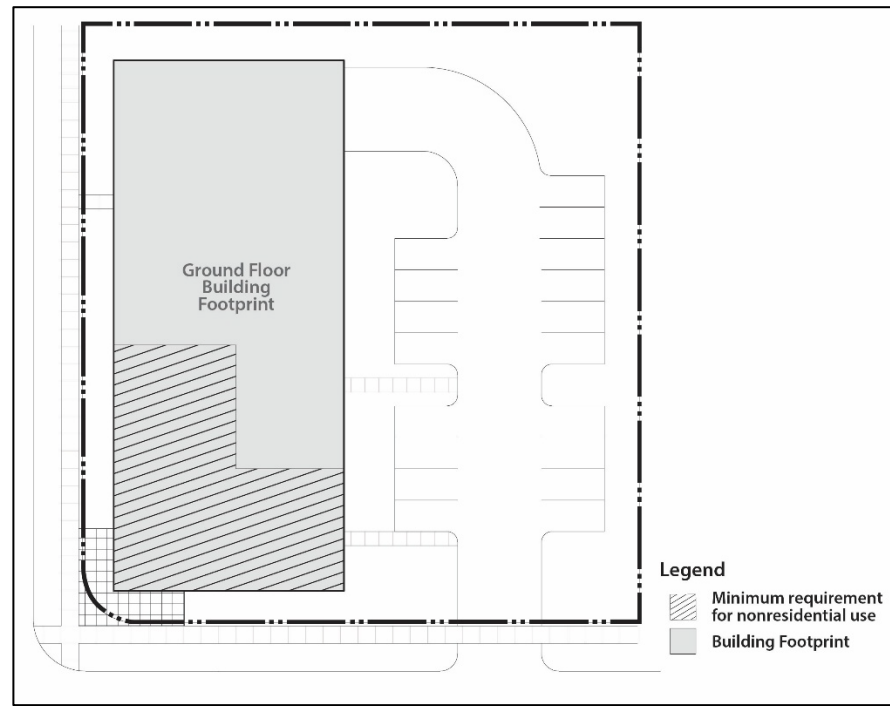 Ground Floor
Building
Footprint
Legend
Minimum requirement
for nonresidential use
Building Footprint